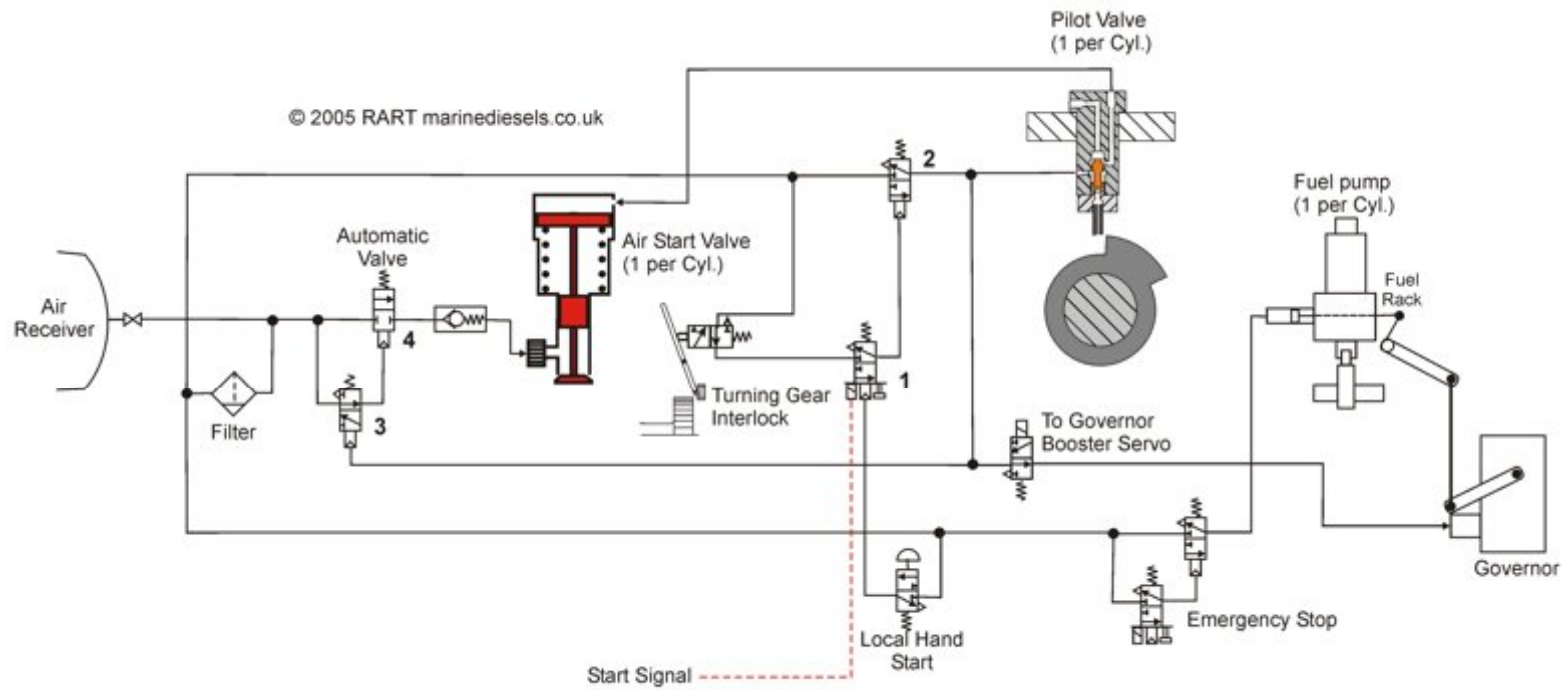 Pilot Valve
(1 per Cyl.)
© 2005 RART marinediesels.co.uk
2
Fuel pump
(1 per Cyl.)
Automatic
Valve
Air Start Valve
(1 per Cyl.)
Fuel
Rack
Air
Receiver
4
1
Turning Gear
Interlock
3
Filter
To Governor
Booster Servo
Governor
Emergency Stop
Local Hand
Start
Start Signal